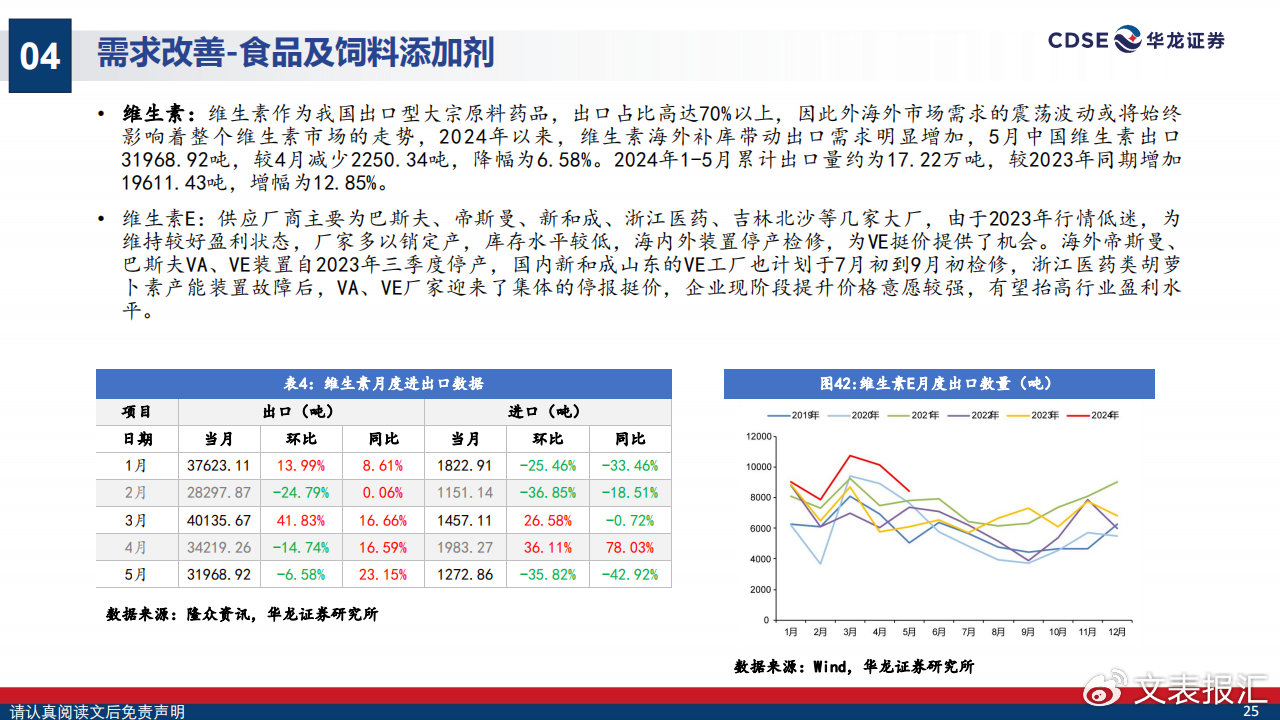 04
需求改善-食品及饲料添加剂
CDSE 华龙证券
• 维生素：维生素作为我国出口型大宗原料药品，出口占比高达70%以上，因此外海外市场需求的震荡波动或将始终
影响着整个维生素市场的走势，2024年以来，维生素海外补库带动出口需求明显增加，5月中国维生素出口
31968.92吨，较4月减少2250.34吨，降幅为6.58%。2024年1-5月累计出口量约为17.22万吨，较2023年同期增加
19611.43吨，增幅为12.85%。
• 维生素E：供应厂商主要为巴斯夫、帝斯曼、新和成、浙江医药、吉林北沙等几家大厂，由于2023年行情低迷，为
维持较好盈利状态，厂家多以销定产，库存水平较低，海内外装置停产检修，为VE挺价提供了机会。海外帝斯曼、
巴斯夫VA、VE装置自2023年三季度停产，国内新和成山东的VE工厂也计划于7月初到9月初检修，浙江医药类胡萝
卜素产能装置故障后，VA、VE厂家迎来了集体的停报挺价，企业现阶段提升价格意愿较强，有望抬高行业盈利水
平。
表4：维生素月度进出口数据
项目 出口（吨） 进口（吨）
日期 当月 环比 同比 当月 环比 同比
1月 37623.11 13.99% 8.61% 1822.91 -25.46% -33.46%
2月 28297.87 -24.79% 0.06% 1151.14 -36.85% -18.51%
3月 40135.67 41.83% 16.66% 1457.11 26.58% -0.72%
4月 34219.26 -14.74% 16.59% 1983.27 36.11% 78.03%
5月 31968.92 -6.58% 23.15% 1272.86 -35.82% -42.92%
数据来源：隆众资讯，华龙证券研究所
图42:维生素E月度出口数量（吨）
2019年 2020年 2021年 2022年 2023年 2024年
12000
10000
8000
6000
4000
2000
0
1月 2月 3月 4月 5月 6月 7月 8月 9月 10月 11月 12月
数据来源：Wind，华龙证券研究所
文表报汇
请认真阅读文后免责声明
25